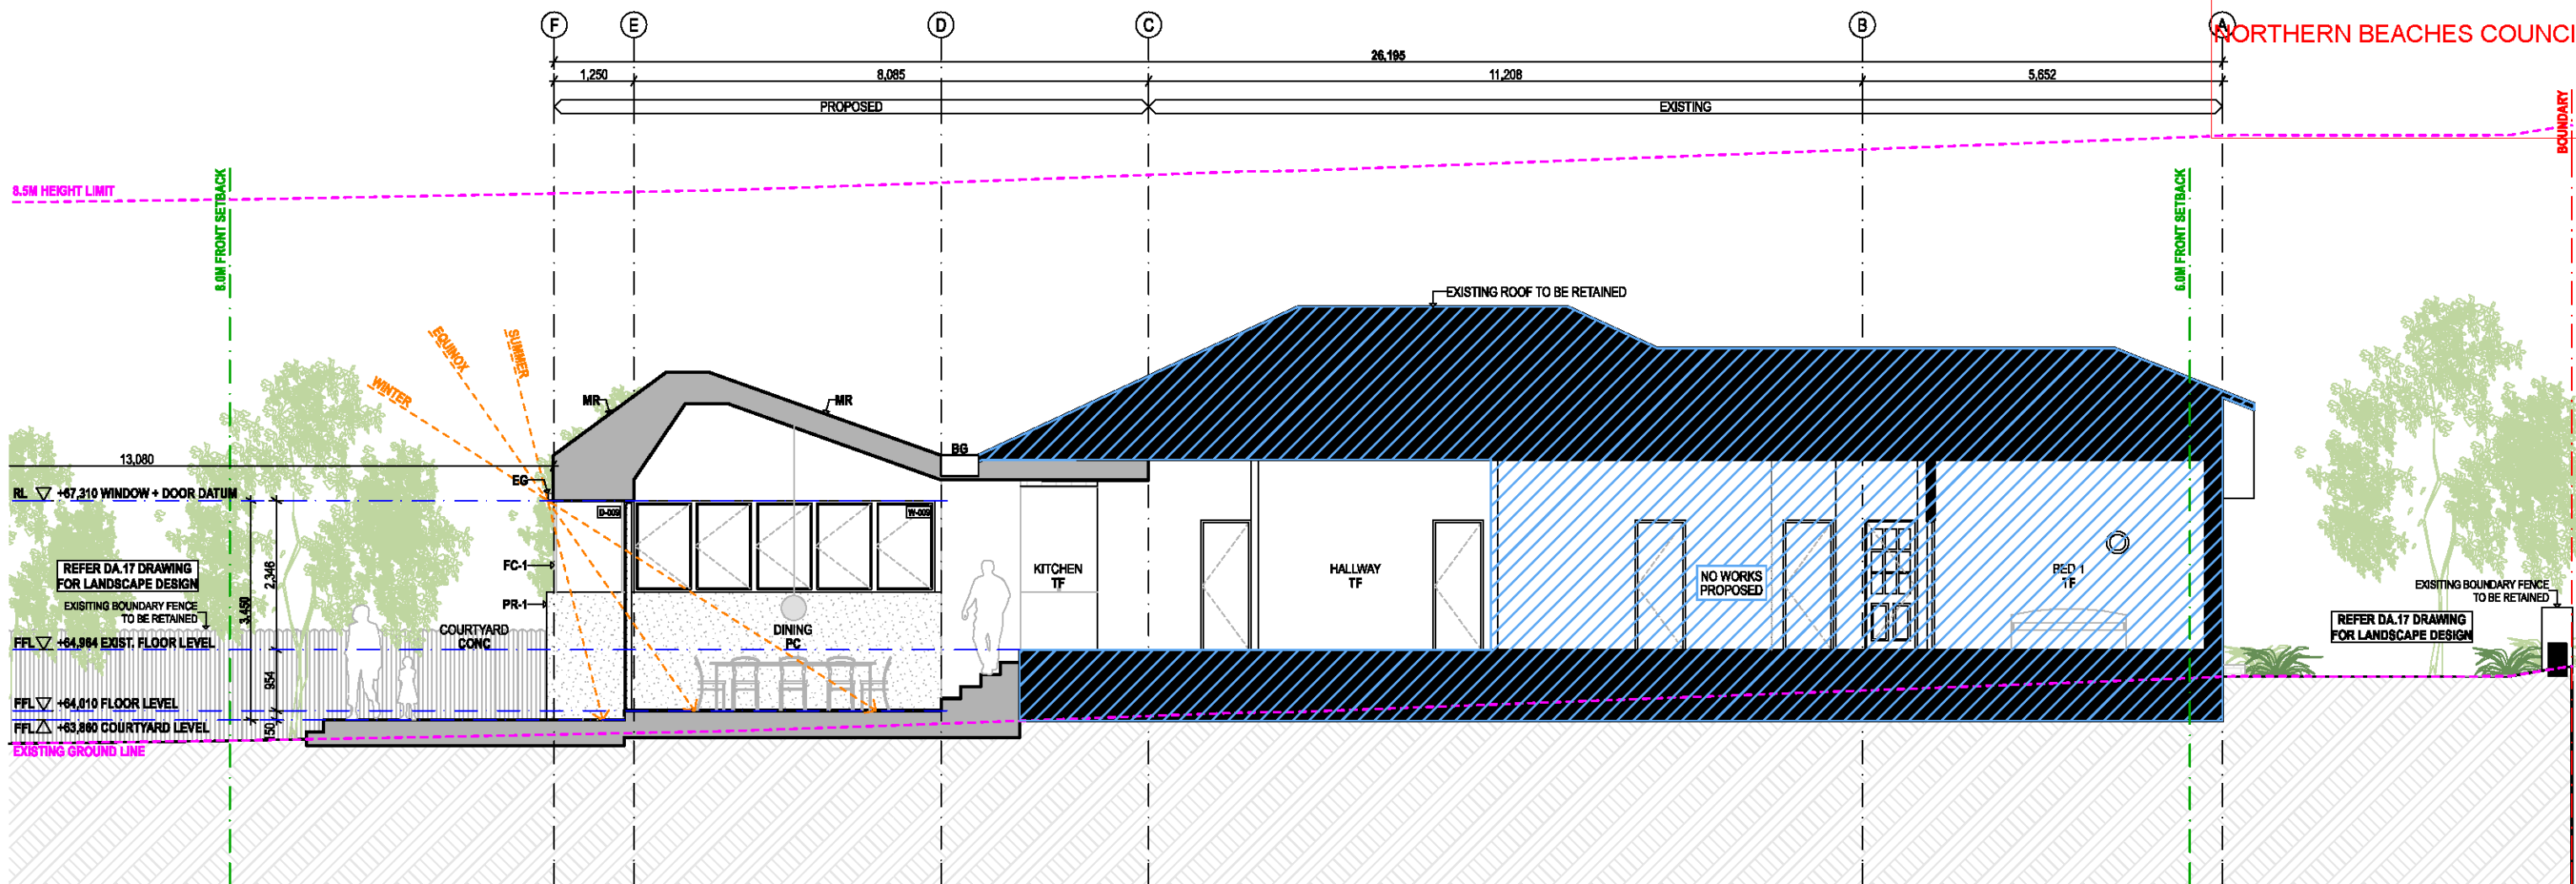 F
E
D
C
B
A
NORTHERN BEACHES COUNCI
26,195
1,250
8,085
11,208
5,652
PROPOSED
EXISTING
BOUNDARY
8.5M HEIGHT LIMIT
6.0M FRONT SETBACK
6.0M FRONT SETBACK
EXISTING ROOF TO BE RETAINED
SUMMER
EQUINOX
WINTER
MR
MR
BG
13,080
EG
RL +67,310 WINDOW + DOOR DATUM
D-009
W-009
FC-1
PR-1
REFER DA.17 DRAWING
FOR LANDSCAPE DESIGN
EXISITING BOUNDARY FENCE
TO BE RETAINED
2,346
3,450
954
150
COURTYARD
CONC
DINING
PC
KITCHEN
TF
HALLWAY
TF
NO WORKS
PROPOSED
BED 1
TF
EXISITING BOUNDARY FENCE
TO BE RETAINED
REFER DA.17 DRAWING
FOR LANDSCAPE DESIGN
FFL +64,964 EXIST. FLOOR LEVEL
FFL +64,010 FLOOR LEVEL
FFL +63,860 COURTYARD LEVEL
EXISTING GROUND LINE